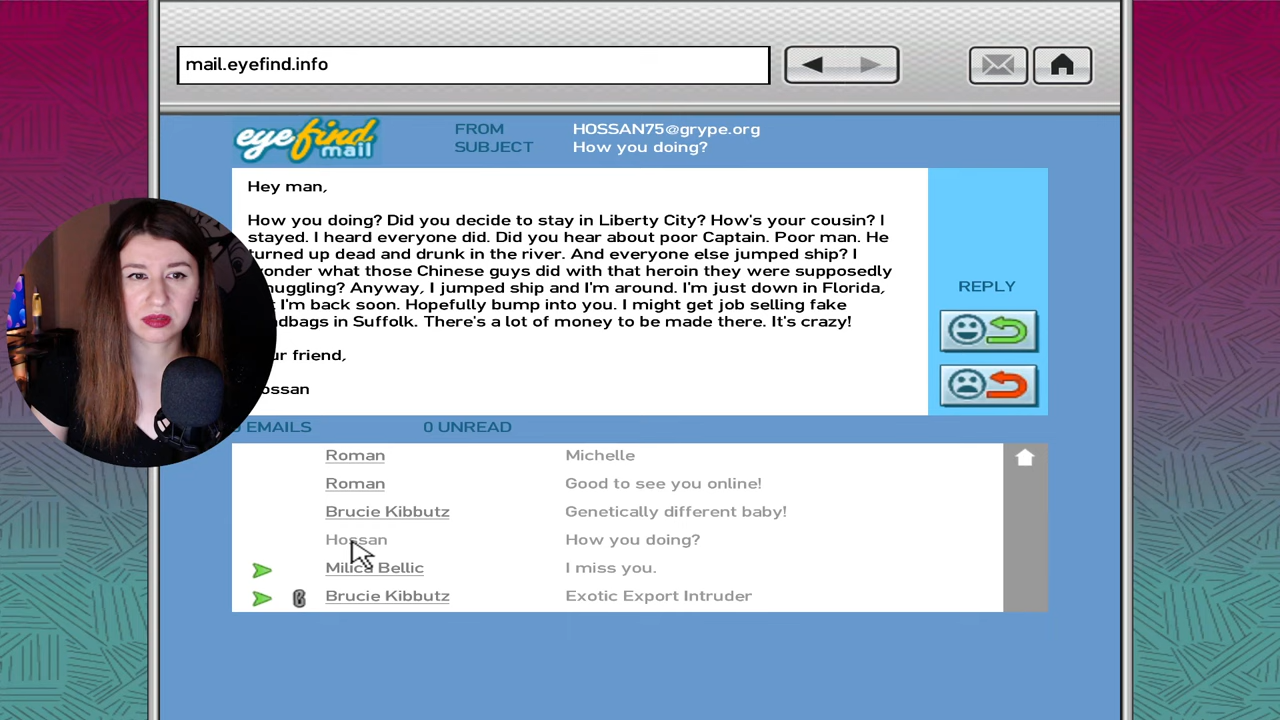 mail.eyefind.info
eyefind mail
FROM HOSSAN75@grype.org
SUBJECT How you doing?
Hey man,
How you doing? Did you decide to stay in Liberty City? How's your cousin? I
stayed. I heard everyone did. Did you hear about poor Captain. Poor man. He
turned up dead and drunk in the river. And everyone else jumped ship? I
wonder what those Chinese guys did with that heroin they were supposedly
Anyway, I jumped ship and I'm around. I'm just down in Florida,
I'm back soon. Hopefully bump into you. I might get job selling fake
in Suffolk. There's a lot of money to be made there. It's crazy!
friend,
REPLY
EMAILS 0 UNREAD
Roman Michelle
Roman Good to see you online!
Brucie Kibbutz Genetically different baby!
Hossan How you doing?
Milica Bellic I miss you.
Brucie Kibbutz Exotic Export Intruder